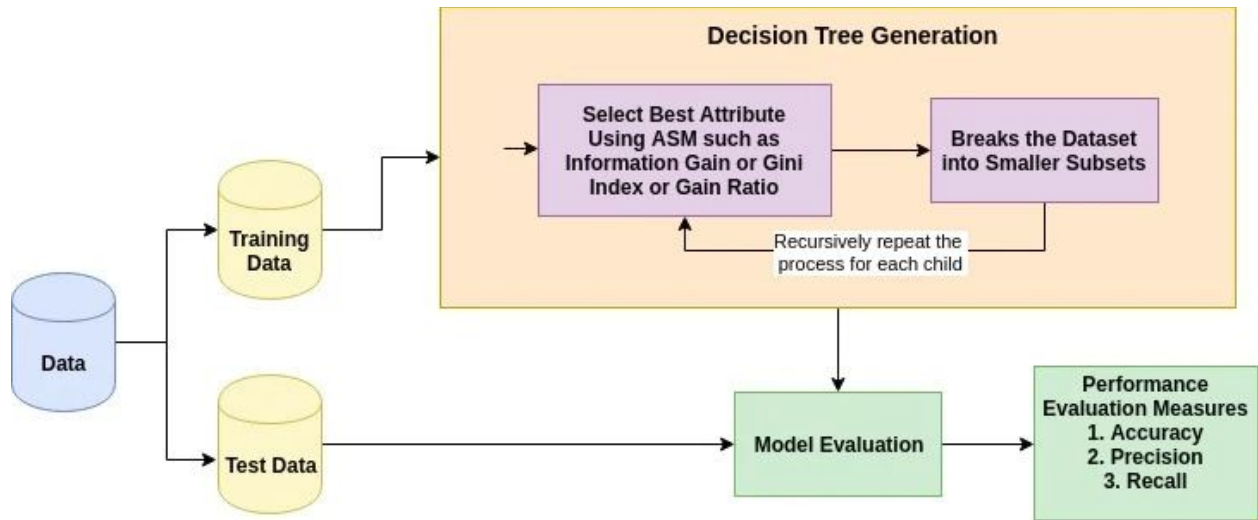 Decision Tree Generation
Select Best Attribute
Using ASM such as
Information Gain or Gini
Index or Gain Ratio
Breaks the Dataset
into Smaller Subsets
Recursively repeat the
process for each child
Training
Data
Data
Test Data
Model Evaluation
Performance
Evaluation Measures
1. Accuracy
2. Precision
3. Recall